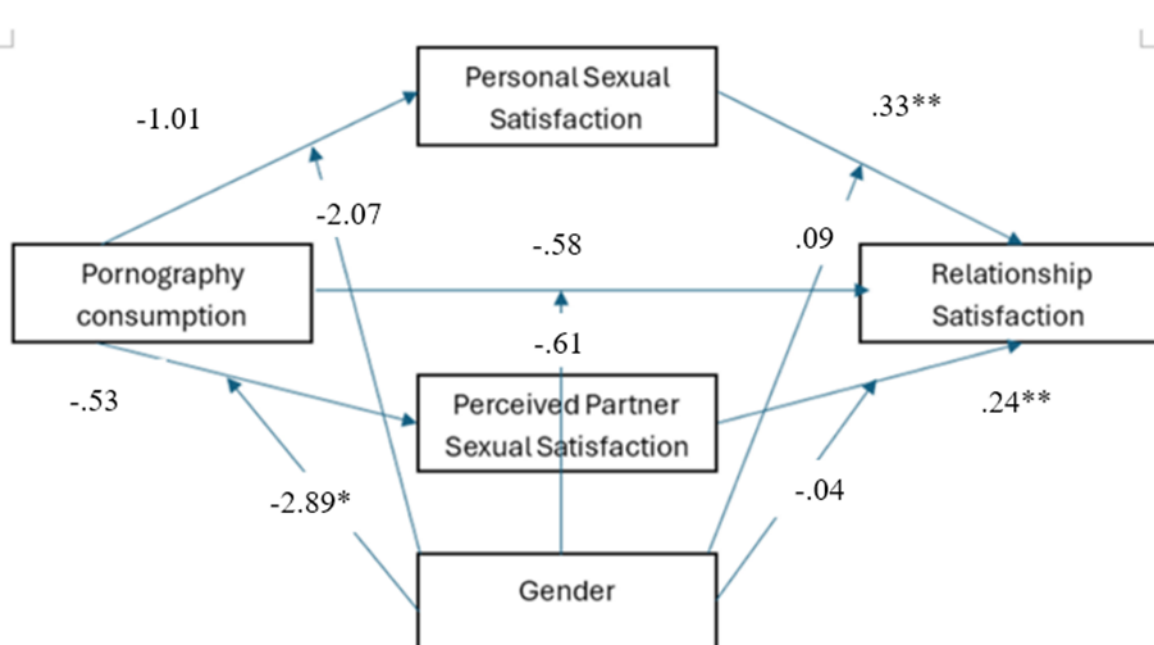 Personal Sexual
Satisfaction
-1.01
.33**
-2.07
-.58
.09
Pornography
consumption
Relationship
Satisfaction
-.61
-.53
Perceived Partner
Sexual Satisfaction
.24**
-2.89*
-.04
Gender